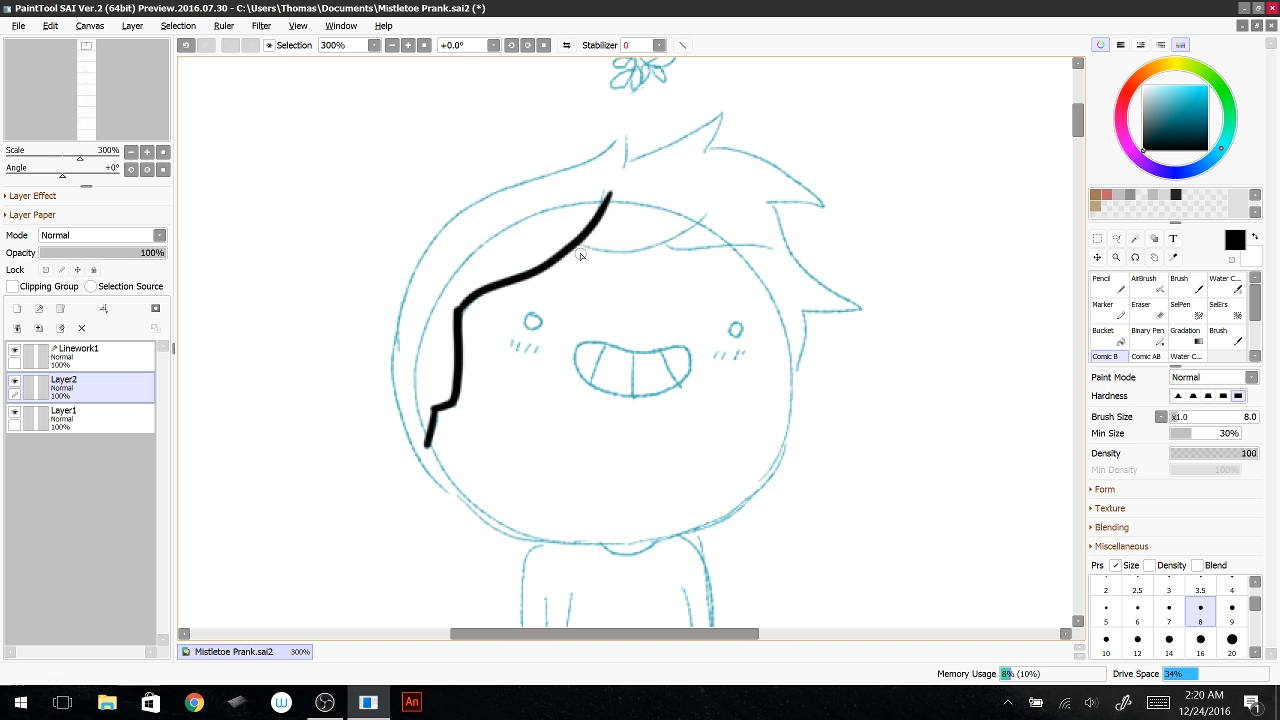 PaintTool SAI Ver.2 (64bit) Preview.2016.07.30 - C:\Users\Thomas\Documents\Mistletoe Prank.sai2 (*)
File Edit Canvas Layer Selection Ruler Filter View Window Help
Selection 300% +0.0° Stabilizer 0
Size 300%
Angle +0°
Layer Effect
Layer Paper
Mode Normal
Opacity 100%
Lock
Clipping Group Selection Source
Linework1
Normal
100%
Layer2
Normal
100%
Layer1
Normal
100%
T
Pencil AirBrush Brush Water C...
Marker Eraser SelPen SelErs
Bucket Binary Pen Gradation Brush
Comic B Comic AB Water C...
Paint Mode Normal
Hardness
Brush Size x1.0 8.0
Min Size 30%
Density 100
Min Density 100%
Form
Texture
Blending
Miscellaneous
Prs Size Density Blend
2 2.5 3 3.5 4
5 6 7 8 9
10 12 14 16 20
Mistletoe Prank.sai2 300%
Memory Usage 8% (10%) Drive Space 34%
W An
2:20 AM
12/24/2016
1